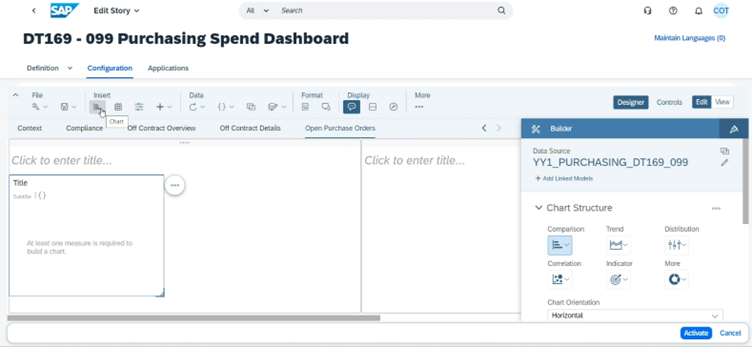 SAP Edit Story All Search COT
DT169 - 099 Purchasing Spend Dashboard
Maintain Languages (0)
Definition Configuration Applications
File Insert Data Format Display More
Designer Controls Edit View
Chart
Context Compliance Off Contract Overview Off Contract Details Open Purchase Orders
Builder
Click to enter title... Click to enter title...
Data Source
YY1_PURCHASING_DT169_099
+ Add Linked Models
Title
Subtitle
At least one measure is required to
build a chart.
Chart Structure
Comparison Trend Distribution
Correlation Indicator More
Chart Orientation
Horizontal
Activate Cancel